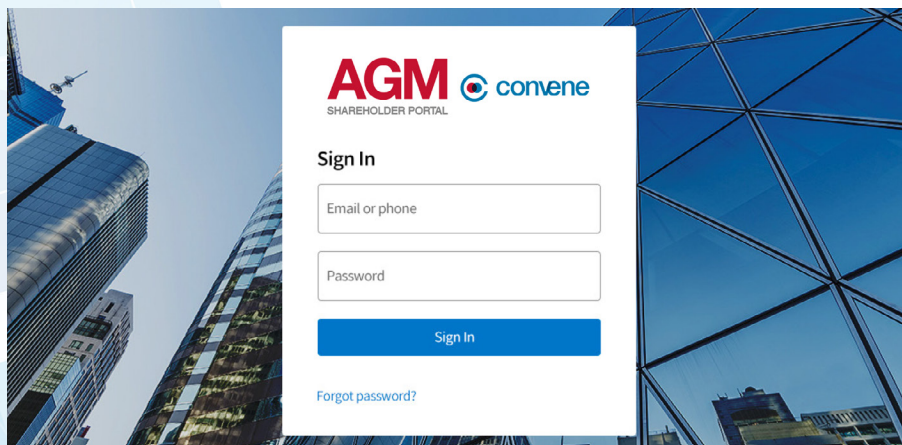 AGM convene
SHAREHOLDER PORTAL
Sign In
Email or phone
Password
Sign In
Forgot password?